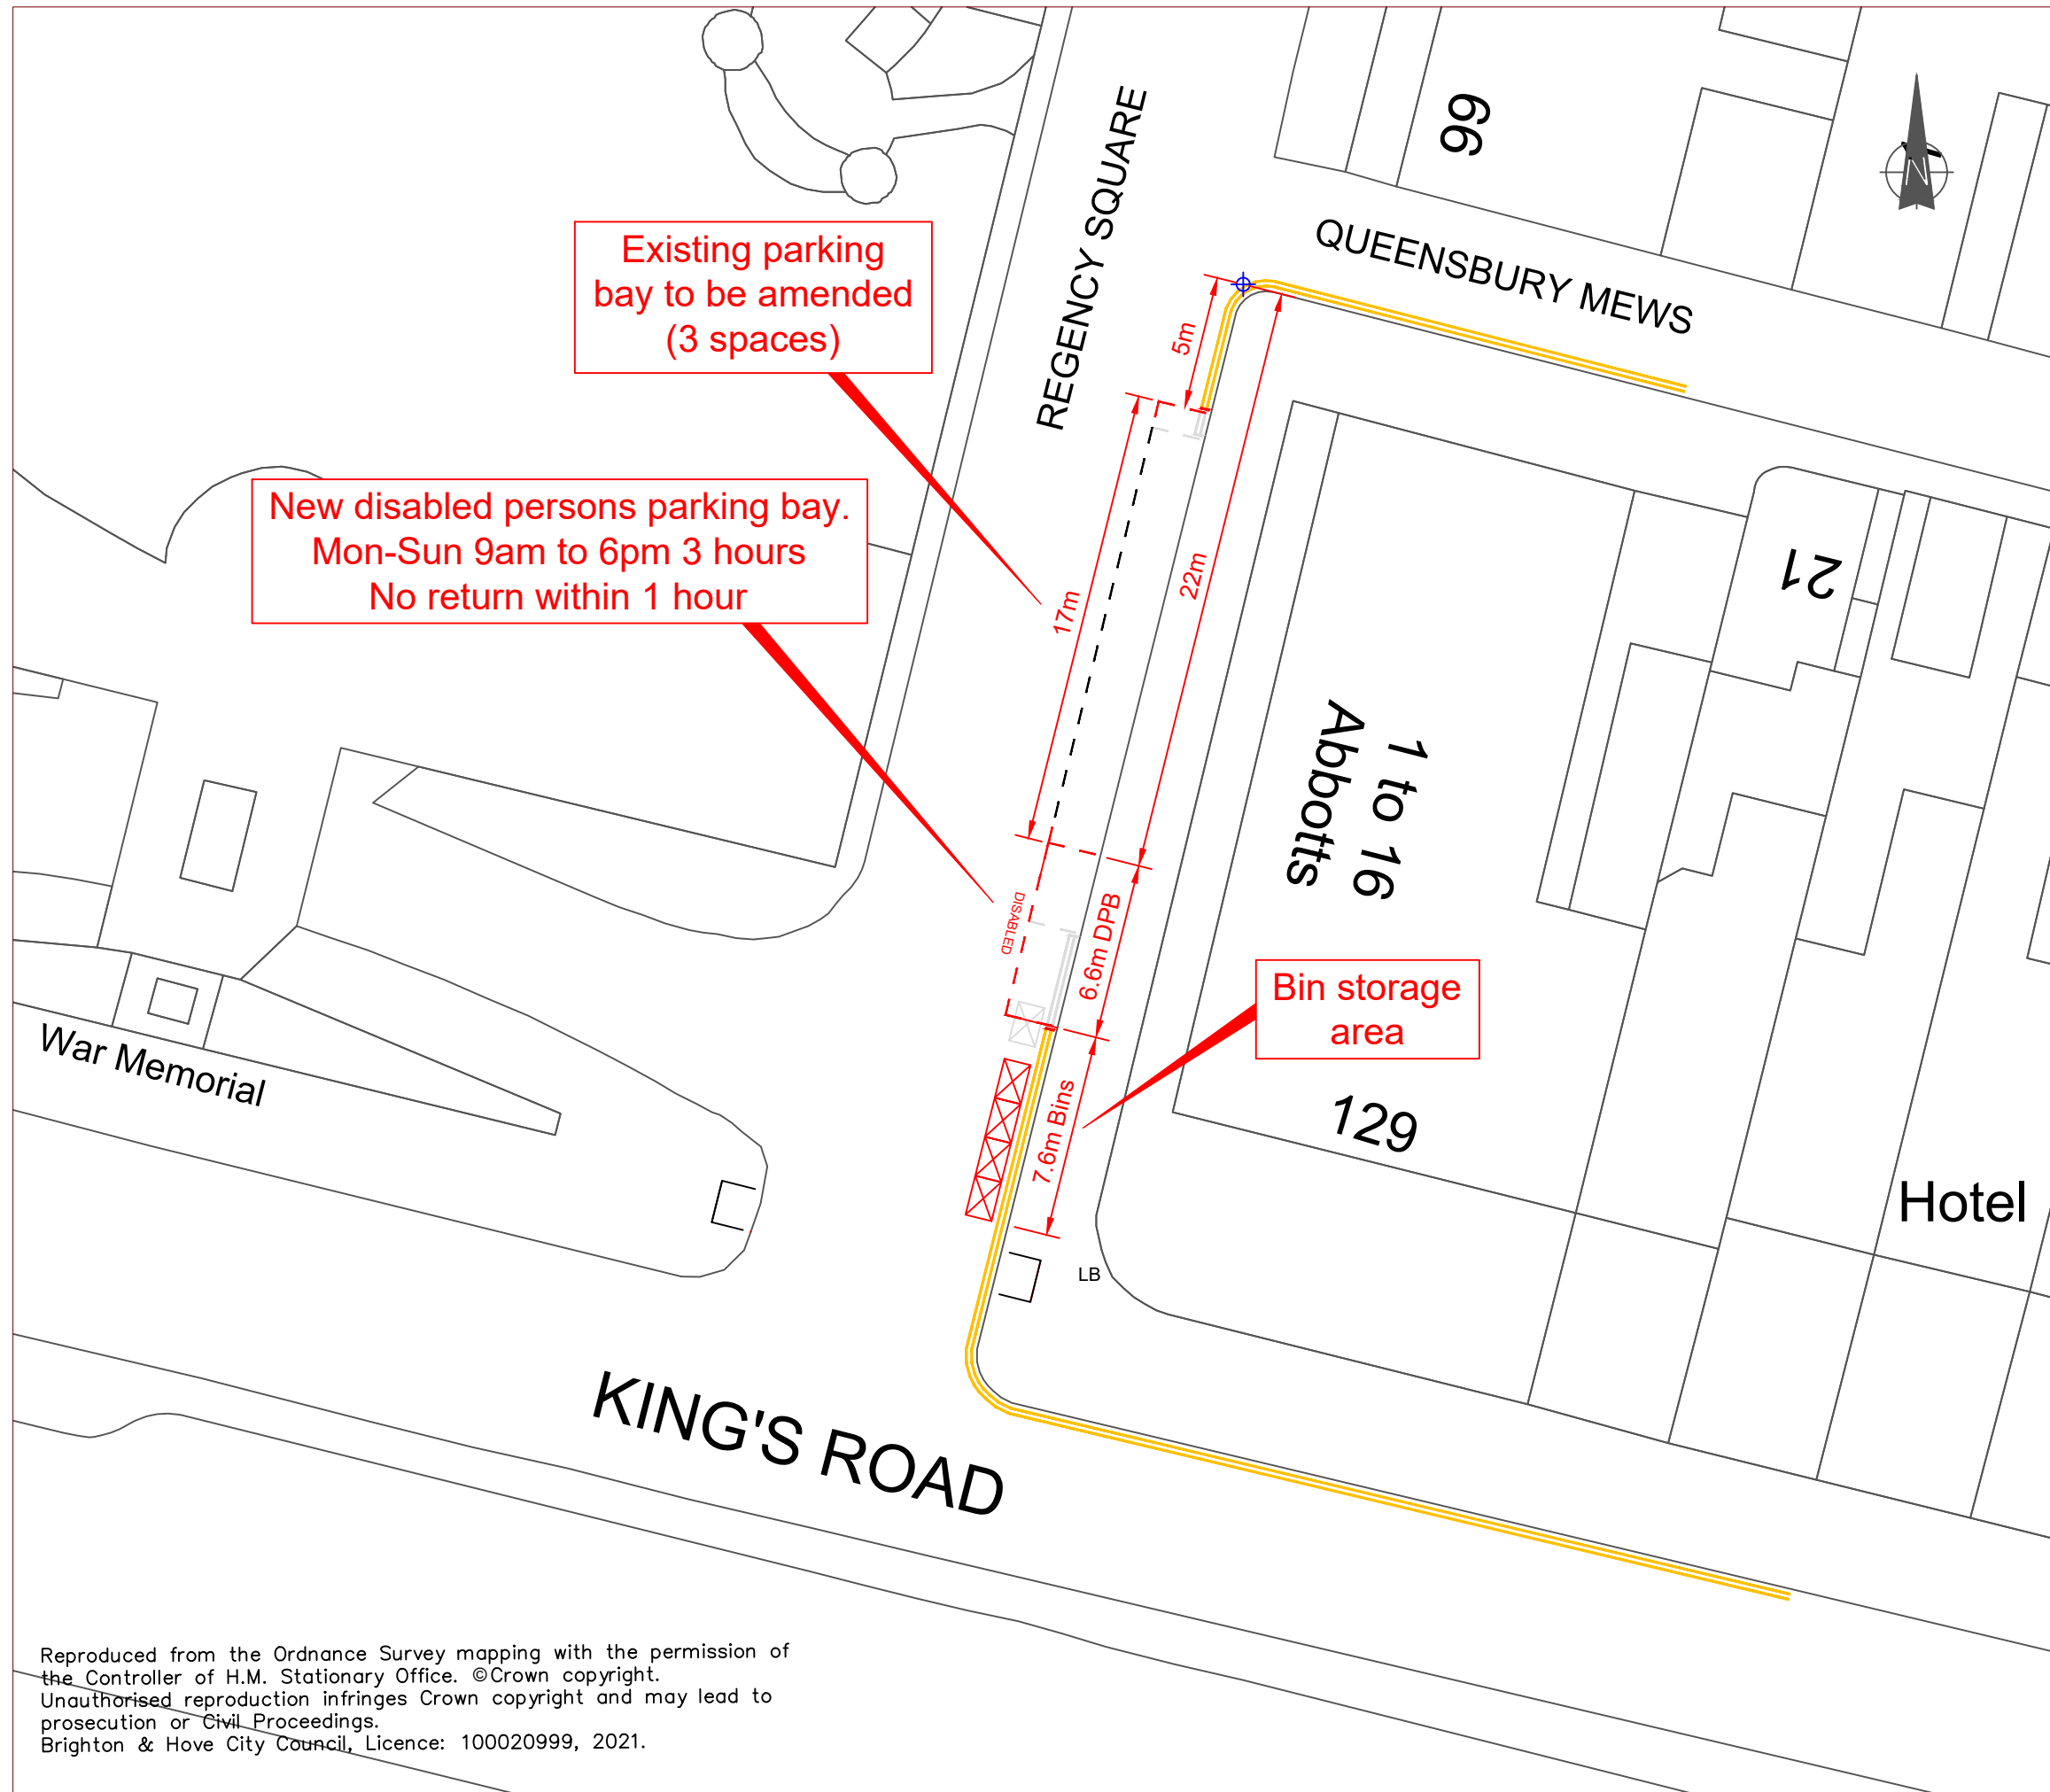 REGENCY SQUARE
66
N
QUEENSBURY MEWS
Existing parking
bay to be amended
(3 spaces)
5m
New disabled persons parking bay.
Mon-Sun 9am to 6pm 3 hours
No return within 1 hour
17m
22m
21
1 to 16
Abbotts
DISABLED
6.6m DPB
Bin storage
area
War Memorial
7.6m Bins
129
Hotel
LB
KING'S ROAD
Reproduced from the Ordnance Survey mapping with the permission of
the Controller of H.M. Stationary Office. ©Crown copyright.
Unauthorised reproduction infringes Crown copyright and may lead to
prosecution or Civil Proceedings.
Brighton & Hove City Council, Licence: 100020999, 2021.